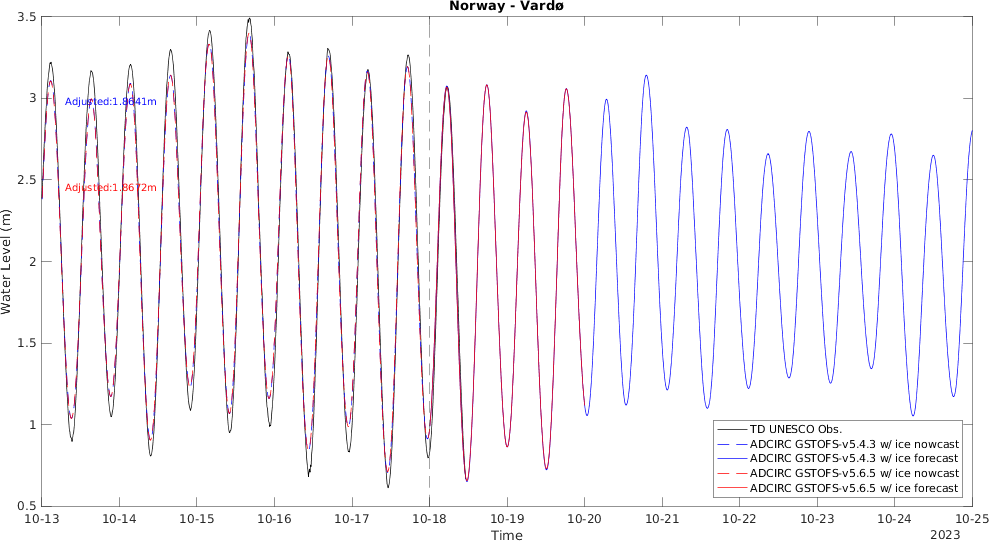 Norway - Vardø
Water Level (m)
3.5
3
2.5
2
1.5
1
0.5
Adjusted:1.8641m
Adjusted:1.8672m
TD UNESCO Obs.
ADCIRC GSTOFS-v5.4.3 w/ ice nowcast
ADCIRC GSTOFS-v5.4.3 w/ ice forecast
ADCIRC GSTOFS-v5.6.5 w/ ice nowcast
ADCIRC GSTOFS-v5.6.5 w/ ice forecast
10-13 10-14 10-15 10-16 10-17 10-18 10-19 10-20 10-21 10-22 10-23 10-24 10-25
Time
2023